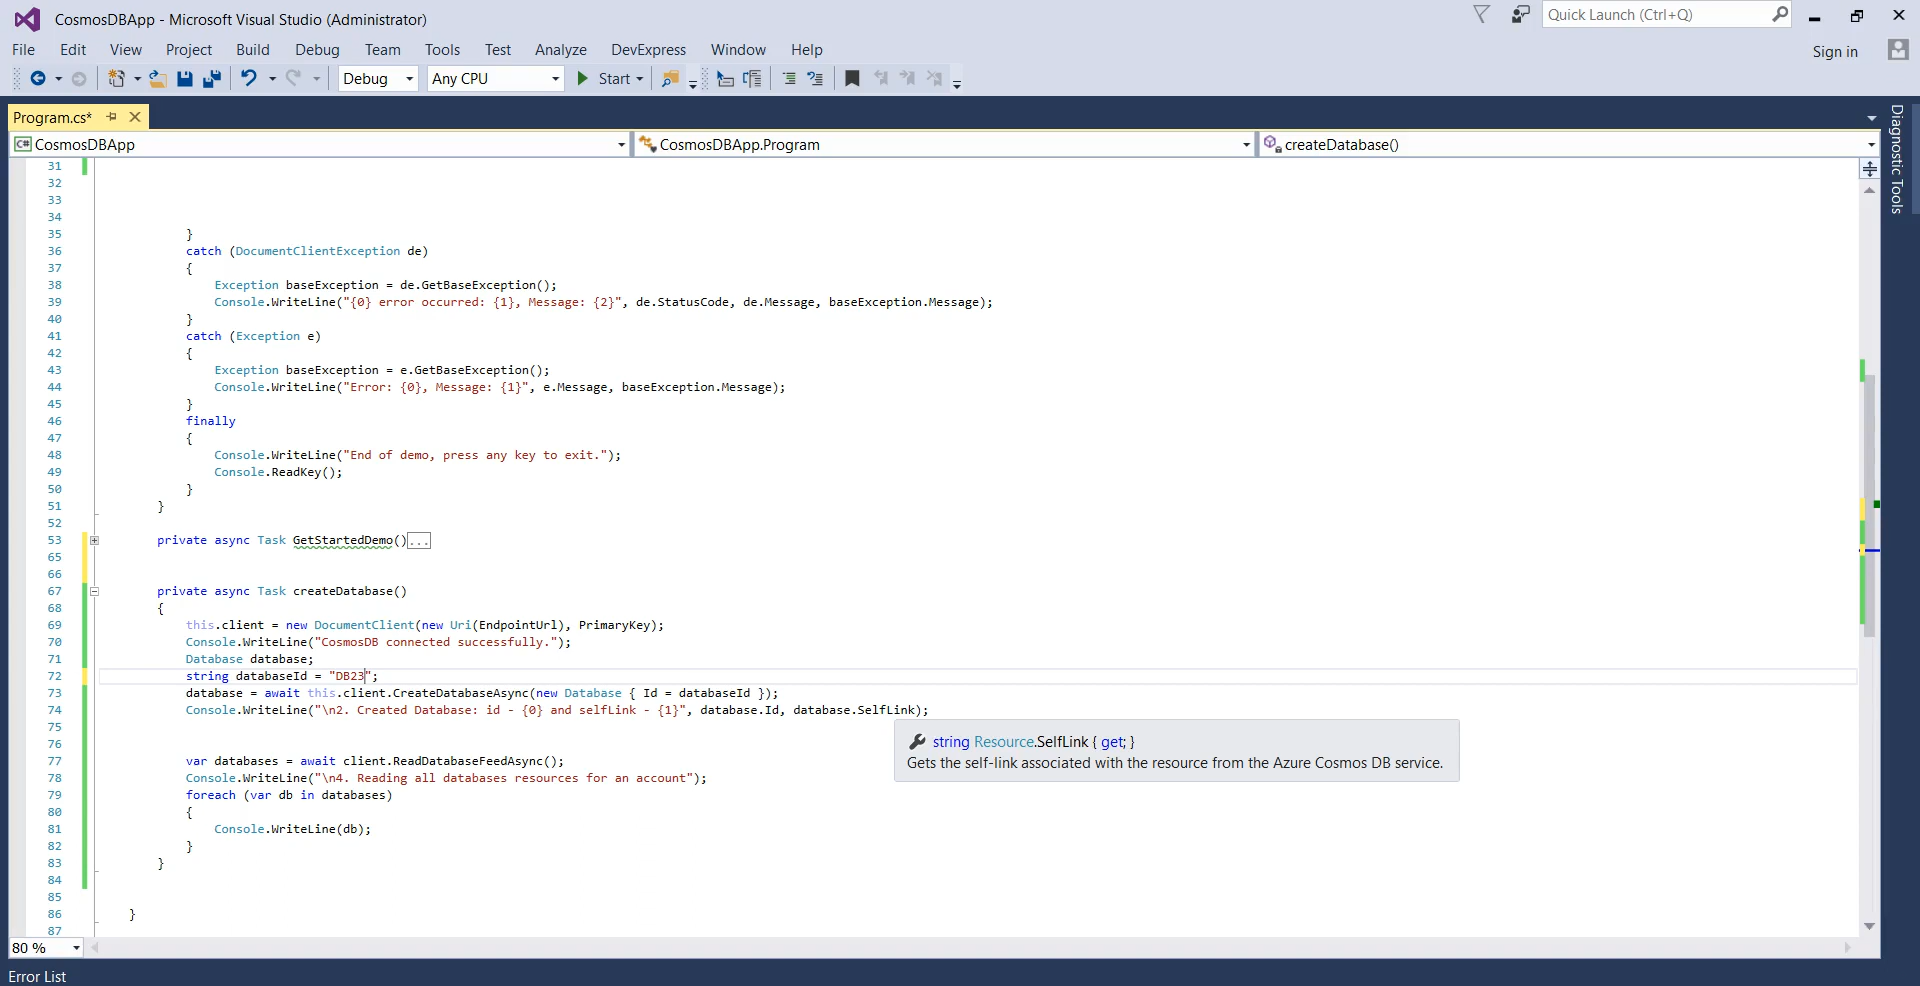 CosmosDBApp - Microsoft Visual Studio (Administrator)
Quick Launch (Ctrl+Q)
File Edit View Project Build Debug Team Tools Test Analyze DevExpress Window Help
Sign in
Debug Any CPU Start
Program.cs*
C# CosmosDBApp CosmosDBApp.Program createDatabase()
Diagnostic Tools
31
32
33
34
35 }
36 catch (DocumentClientException de)
37 {
38 Exception baseException = de.GetBaseException();
39 Console.WriteLine("{0} error occurred: {1}, Message: {2}", de.StatusCode, de.Message, baseException.Message);
40 }
41 catch (Exception e)
42 {
43 Exception baseException = e.GetBaseException();
44 Console.WriteLine("Error: {0}, Message: {1}", e.Message, baseException.Message);
45 }
46 finally
47 {
48 Console.WriteLine("End of demo, press any key to exit.");
49 Console.ReadKey();
50 }
51 }
52
53 private async Task GetStartedDemo()...
65
66
67 private async Task createDatabase()
68 {
69 this.client = new DocumentClient(new Uri(EndpointUrl), PrimaryKey);
70 Console.WriteLine("CosmosDB connected successfully.");
71 Database database;
72 string databaseId = "DB23";
73 database = await this.client.CreateDatabaseAsync(new Database { Id = databaseId });
74 Console.WriteLine("\n2. Created Database: id - {0} and selfLink - {1}", database.Id, database.SelfLink);
75
76
string Resource.SelfLink { get; }
Gets the self-link associated with the resource from the Azure Cosmos DB service.
77 var databases = await client.ReadDatabaseFeedAsync();
78 Console.WriteLine("\n4. Reading all databases resources for an account");
79 foreach (var db in databases)
80 {
81 Console.WriteLine(db);
82 }
83 }
84
85
86 }
87
80 %
Error List